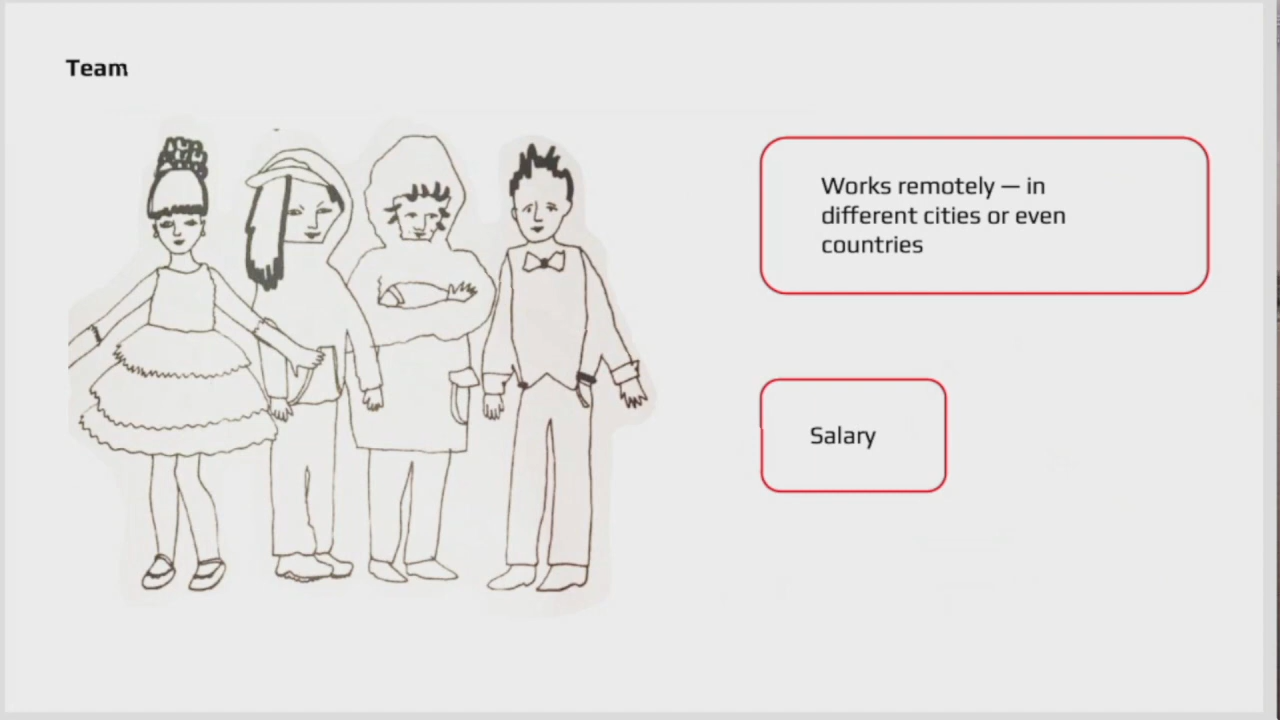 Team
Works remotely — in
different cities or even
countries
Salary